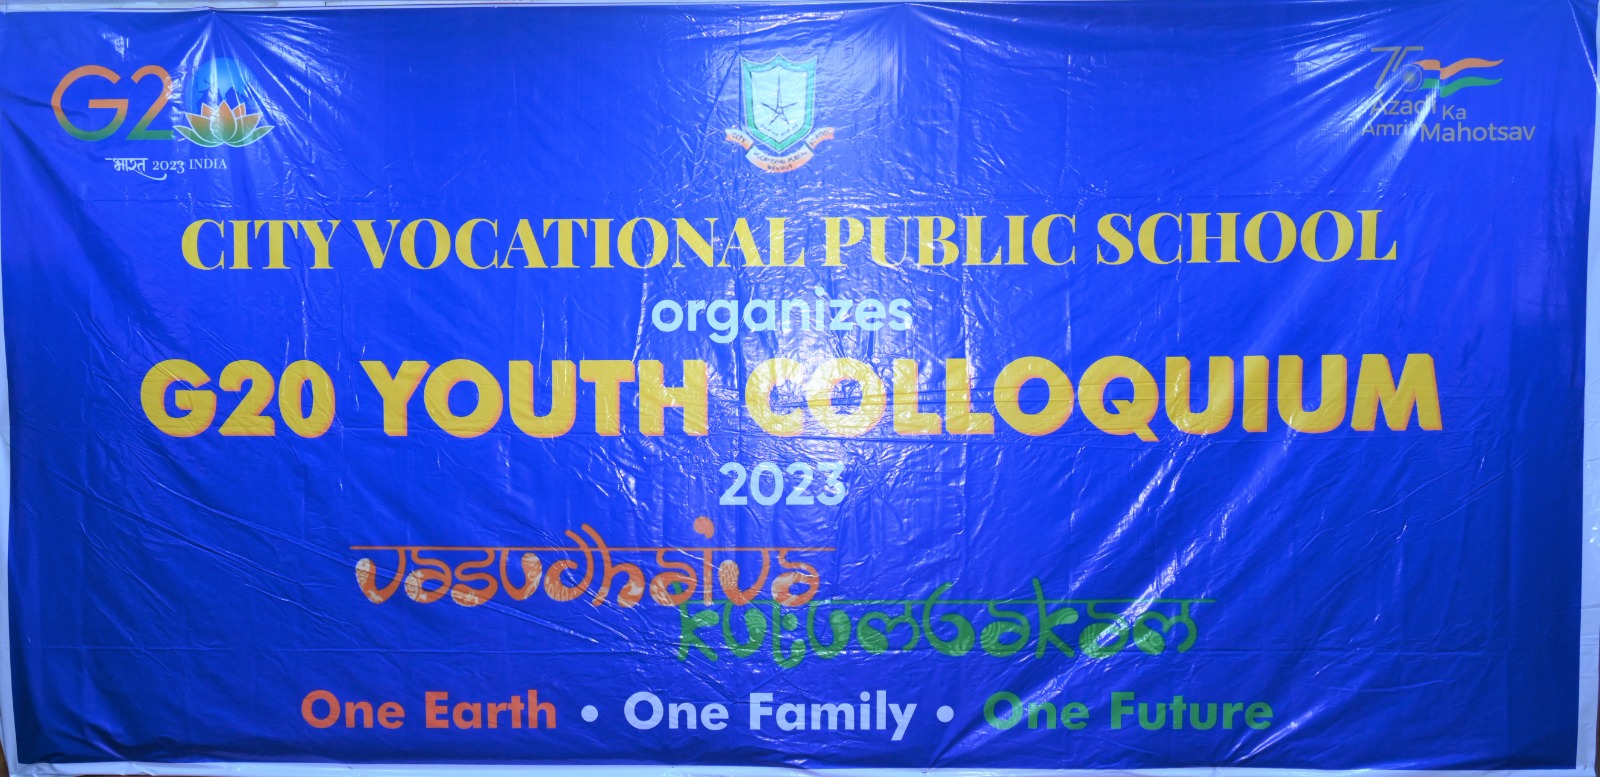 G20
भारत 2023 INDIA
75
Azadi Ka
Amrit Mahotsav
CITY VOCATIONAL PUBLIC SCHOOL
organizes
G20 YOUTH COLLOQUIUM
2023
vasudhaiva
kutumbakam
One Earth • One Family • One Future